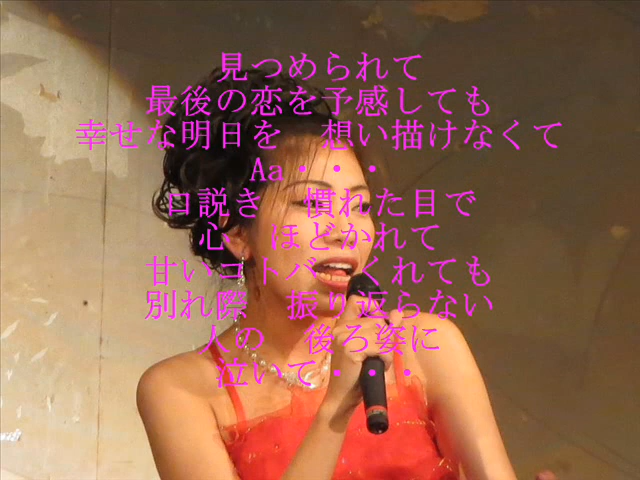 見つめられて
最後の恋を予感しても
幸せな明日を　想い描けなくて
Aa・・・
口説き　慣れた目で
心　ほどかれて
甘いコトバ　くれても
別れ際　振り返らない
人の　後ろ姿に
泣いて・・・